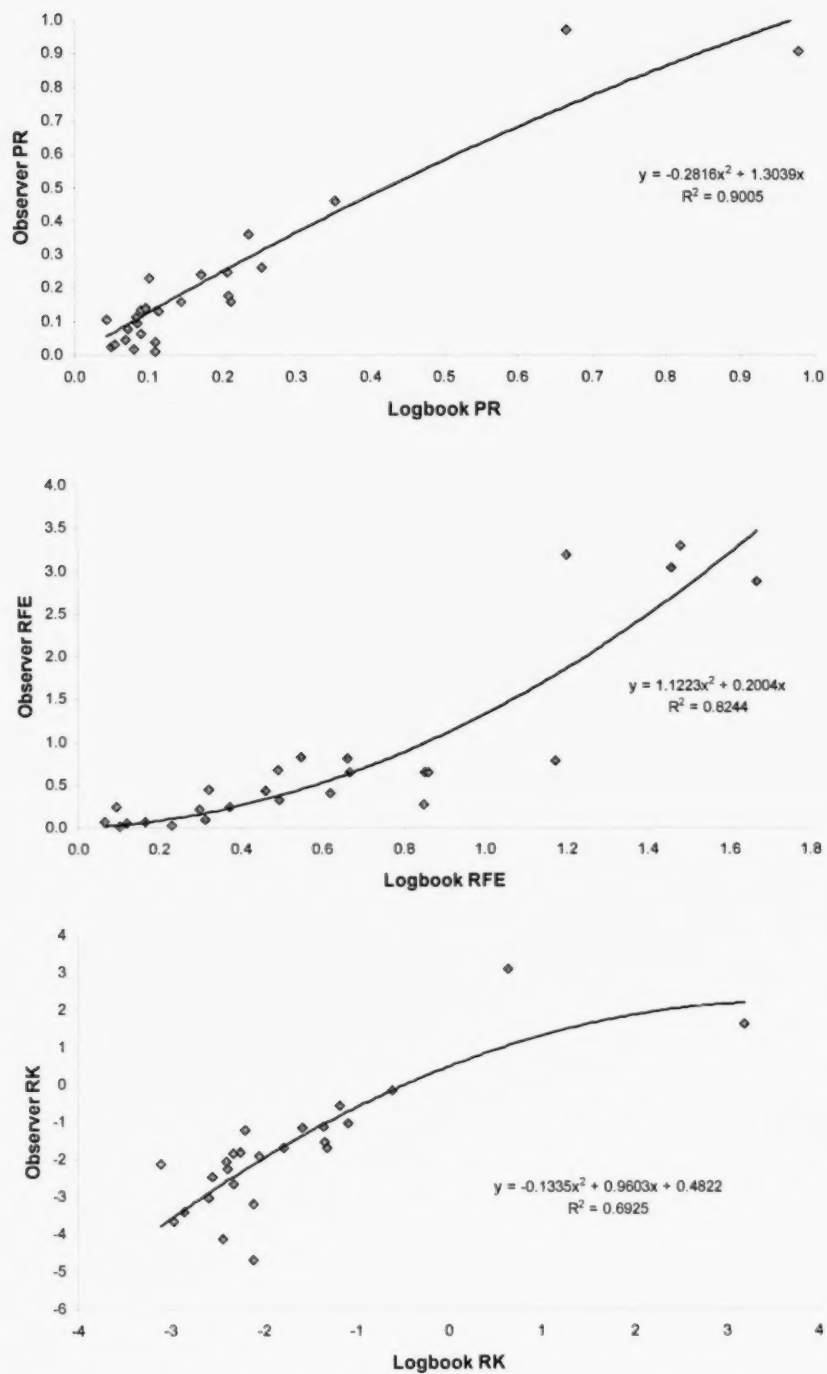 1.0
0.9
0.8
0.7
0.6
0.5
0.4
0.3
0.2
0.1
0.0
Observer PR
y = -0.2816x² + 1.3039x
R² = 0.9005
0.0 0.1 0.2 0.3 0.4 0.5 0.6 0.7 0.8 0.9 1.0
Logbook PR
4.0
3.5
3.0
2.5
2.0
1.5
1.0
0.5
0.0
Observer RFE
y = 1.1223x² + 0.2004x
R² = 0.8244
0.0 0.2 0.4 0.6 0.8 1.0 1.2 1.4 1.6 1.8
Logbook RFE
4
3
2
1
0
-1
-2
-3
-4
-5
-6
Observer RK
y = -0.1335x² + 0.9603x + 0.4822
R² = 0.6925
-4 -3 -2 -1 0 1 2 3 4
Logbook RK